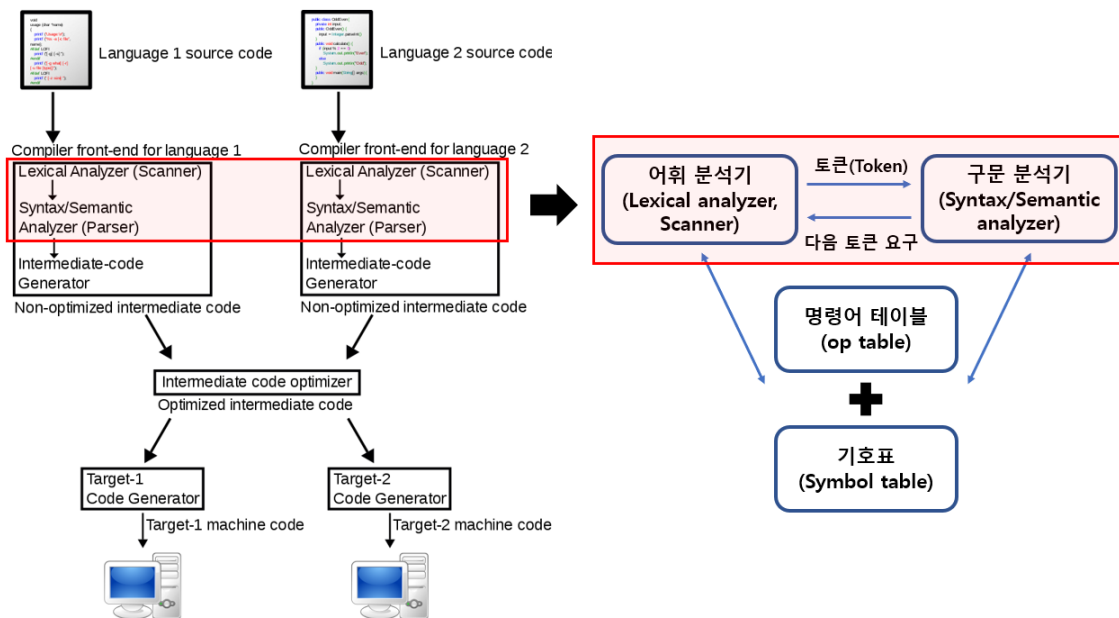 Language 1 source code
Language 2 source code
Compiler front-end for language 1
Lexical Analyzer (Scanner)
Syntax/Semantic
Analyzer (Parser)
Intermediate-code
Generator
Non-optimized intermediate code
Compiler front-end for language 2
Lexical Analyzer (Scanner)
Syntax/Semantic
Analyzer (Parser)
Intermediate-code
Generator
Non-optimized intermediate code
Intermediate code optimizer
Optimized intermediate code
Target-1
Code Generator
Target-1 machine code
Target-2
Code Generator
Target-2 machine code
어휘 분석기
(Lexical analyzer,
Scanner)
토큰(Token)
다음 토큰 요구
구문 분석기
(Syntax/Semantic
analyzer)
명령어 테이블
(op table)
기호표
(Symbol table)